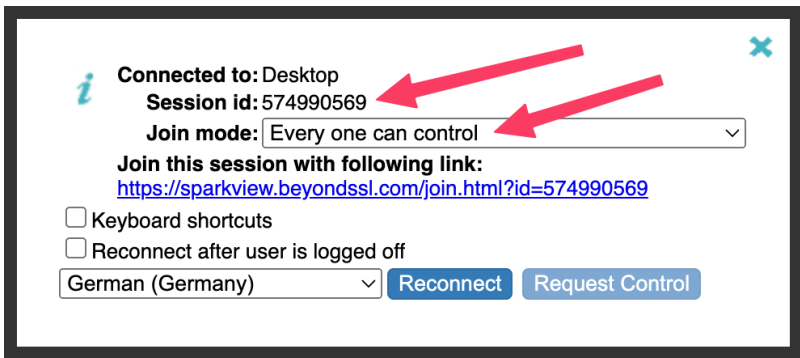 Connected to: Desktop
Session id: 574990569
Join mode: Every one can control
Join this session with following link:
https://sparkview.beyondssl.com/join.html?id=574990569
Keyboard shortcuts
Reconnect after user is logged off
German (Germany) Reconnect Request Control